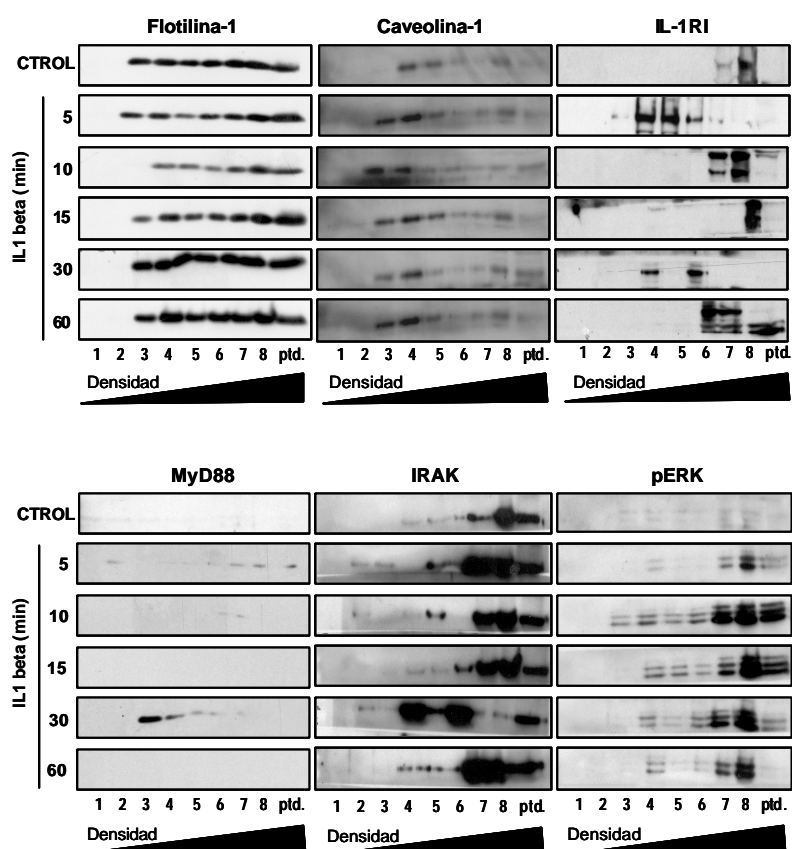 Flotilina-1 Caveolina-1 IL-1RI
CTROL
5
10
15
30
60
IL1 beta (min)
1 2 3 4 5 6 7 8 ptd. 1 2 3 4 5 6 7 8 ptd. 1 2 3 4 5 6 7 8 ptd.
Densidad Densidad Densidad
MyD88 IRAK pERK
CTROL
5
10
15
30
60
IL1 beta (min)
1 2 3 4 5 6 7 8 ptd. 1 2 3 4 5 6 7 8 ptd. 1 2 3 4 5 6 7 8 ptd.
Densidad Densidad Densidad